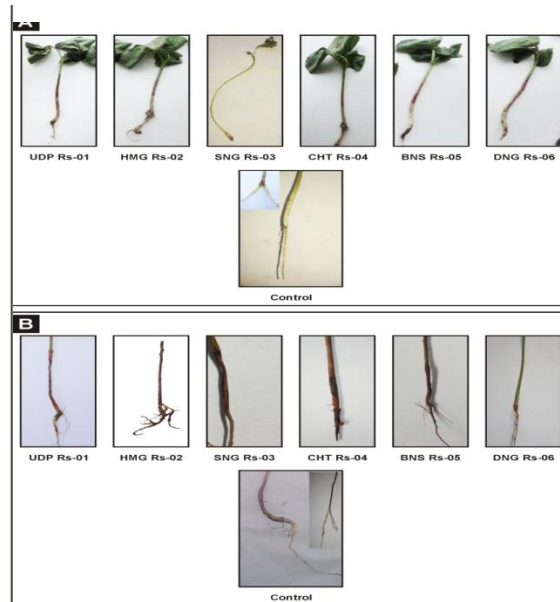 A
UDP Rs-01 HMG Rs-02 SNG Rs-03 CHT Rs-04 BNS Rs-05 DNG Rs-06
Control
B
UDP Rs-01 HMG Rs-02 SNG Rs-03 CHT Rs-04 BNS Rs-05 DNG Rs-06
Control